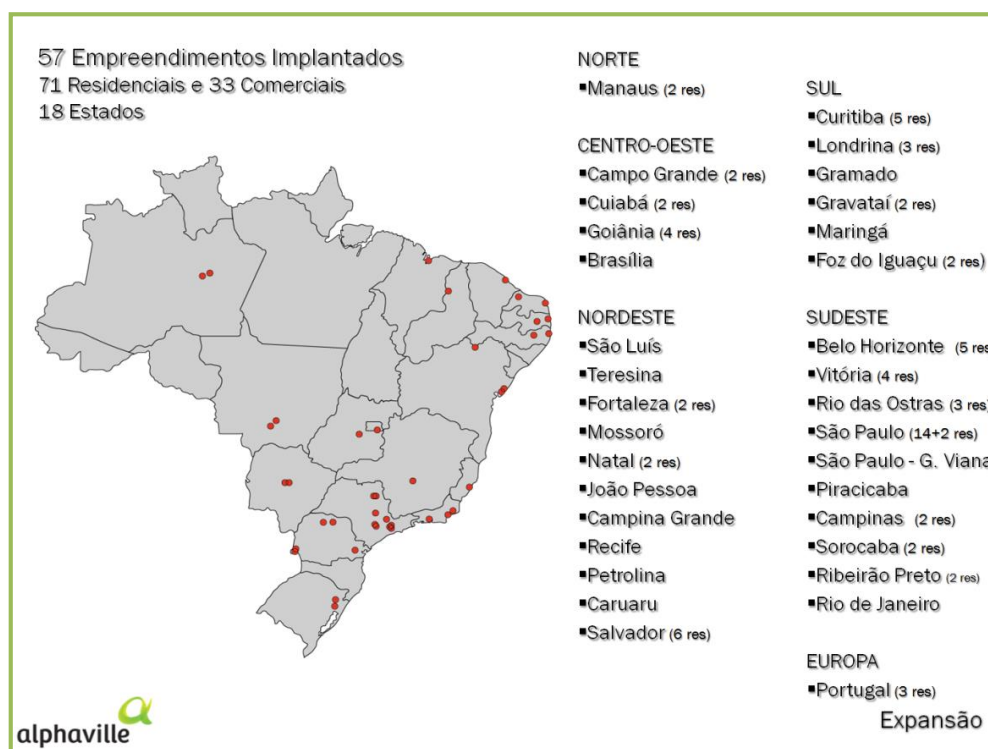 57 Empreendimentos Implantados
71 Residenciais e 33 Comerciais
18 Estados
NORTE
▪Manaus (2 res)
CENTRO-OESTE
▪Campo Grande (2 res)
▪Cuiabá (2 res)
▪Goiânia (4 res)
▪Brasília
NORDESTE
▪São Luís
▪Teresina
▪Fortaleza (2 res)
▪Mossoró
▪Natal (2 res)
▪João Pessoa
▪Campina Grande
▪Recife
▪Petrolina
▪Caruaru
▪Salvador (6 res)
SUL
▪Curitiba (5 res)
▪Londrina (3 res)
▪Gramado
▪Gravataí (2 res)
▪Maringá
▪Foz do Iguaçu (2 res)
SUDESTE
▪Belo Horizonte (5 res
▪Vitória (4 res)
▪Rio das Ostras (3 res)
▪São Paulo (14+2 res)
▪São Paulo - G. Viana
▪Piracicaba
▪Campinas (2 res)
▪Sorocaba (2 res)
▪Ribeirão Preto (2 res)
▪Rio de Janeiro
EUROPA
▪Portugal (3 res)
Expansão
alphaville